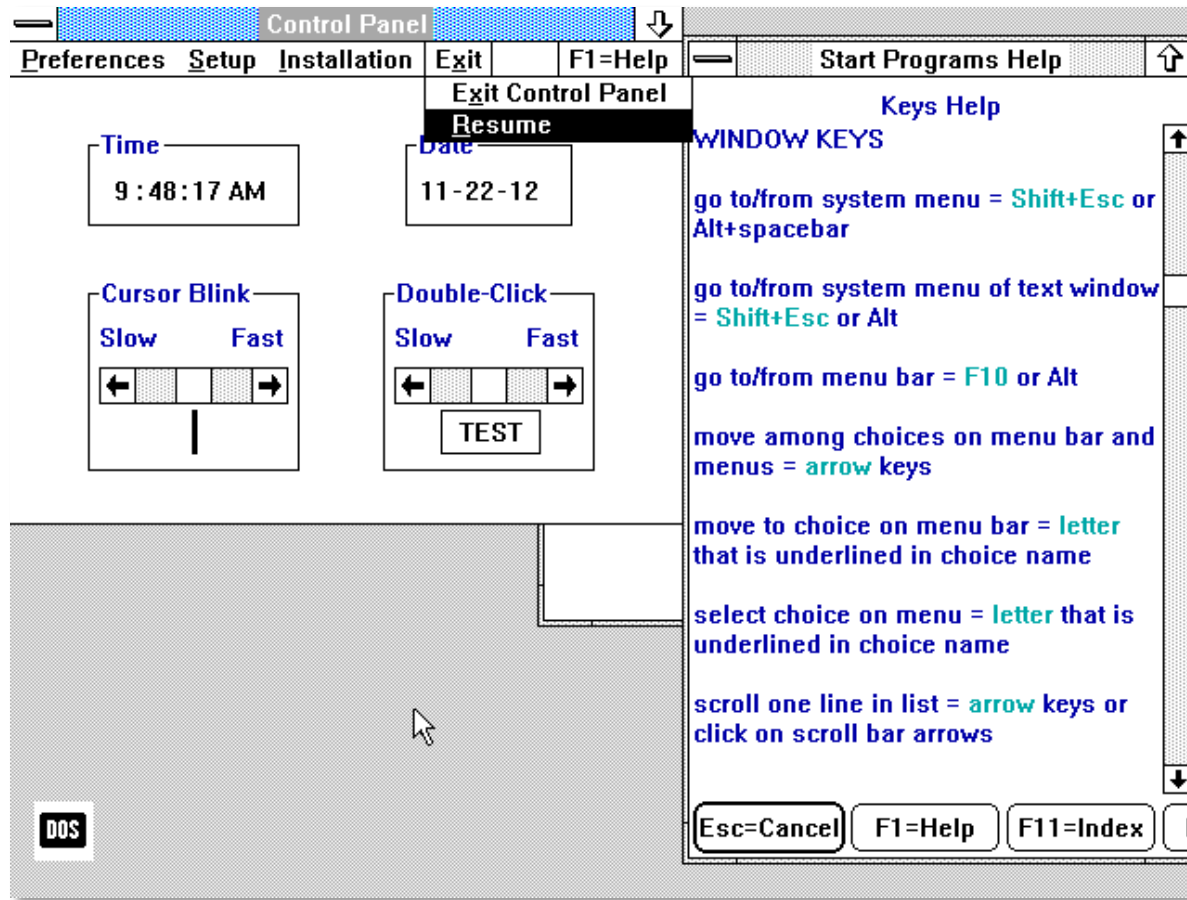 Control Panel
Preferences Setup Installation Exit F1=Help
Exit Control Panel
Resume
Time
9 :48:17 AM
Date
11-22-12
Cursor Blink
Slow Fast
Double-Click
Slow Fast
TEST
DOS
Start Programs Help
Keys Help
WINDOW KEYS
go to/from system menu = Shift+Esc or
Alt+spacebar
go to/from system menu of text window
= Shift+Esc or Alt
go to/from menu bar = F10 or Alt
move among choices on menu bar and
menus = arrow keys
move to choice on menu bar = letter
that is underlined in choice name
select choice on menu = letter that is
underlined in choice name
scroll one line in list = arrow keys or
click on scroll bar arrows
Esc=Cancel F1=Help F11=Index